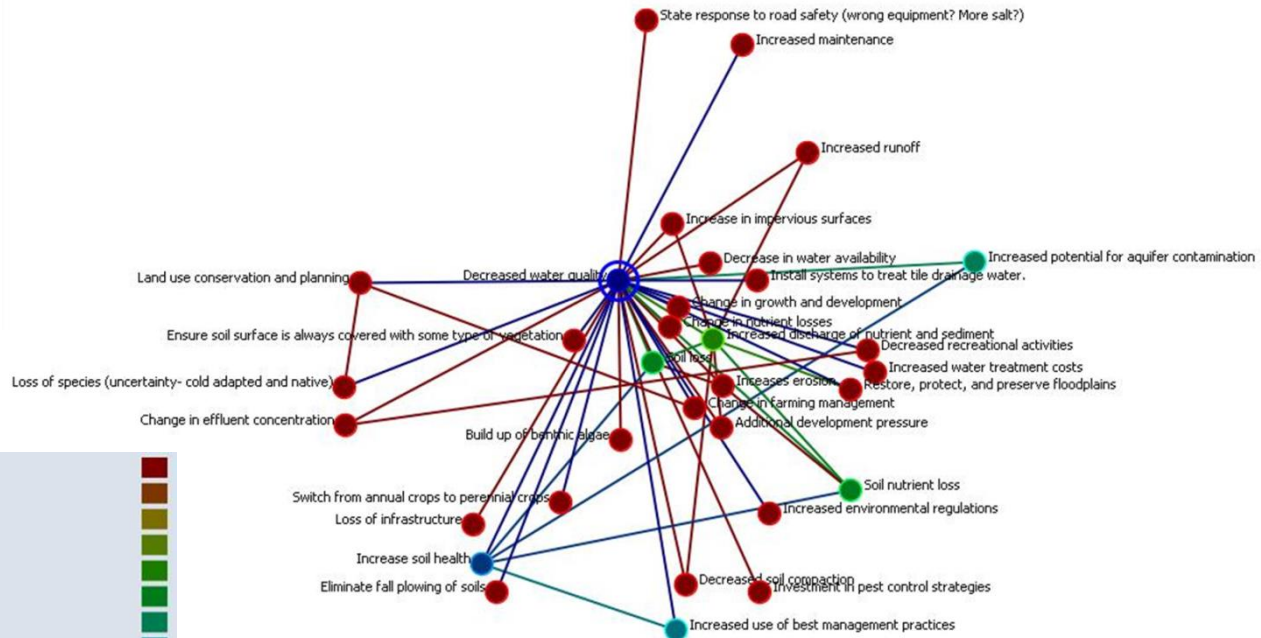 State response to road safety (wrong equipment? More salt?)
Increased maintenance
Increased runoff
Increase in impervious surfaces
Decrease in water availability
Increased potential for aquifer contamination
Decreased water quality
Install systems to treat tile drainage water.
Land use conservation and planning
Change in growth and development
Change in nutrient losses
Ensure soil surface is always covered with some type of vegetation
Increased discharge of nutrient and sediment
Decreased recreational activities
Soil loss
Increased water treatment costs
Loss of species (uncertainty- cold adapted and native)
Inceases erosion
Restore, protect, and preserve floodplains
Change in farming management
Change in effluent concentration
Additional development pressure
Build up of benthic algae
Soil nutrient loss
Switch from annual crops to perennial crops
Increased environmental regulations
Loss of infrastructure
Increase soil health
Decreased soil compaction
Eliminate fall plowing of soils
Investment in pest control strategies
Increased use of best management practices